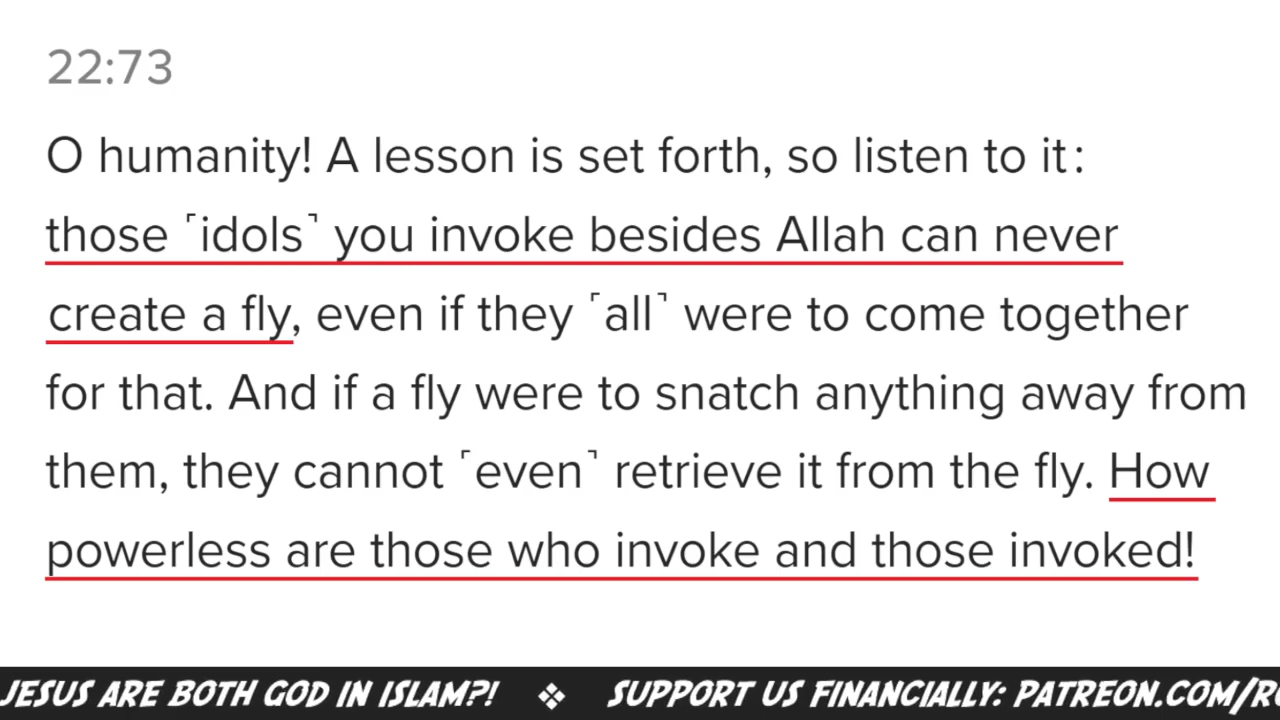 22:73
O humanity! A lesson is set forth, so listen to it:
those ˹idols˺ you invoke besides Allah can never
create a fly, even if they ˹all˺ were to come together
for that. And if a fly were to snatch anything away from
them, they cannot ˹even˺ retrieve it from the fly. How
powerless are those who invoke and those invoked!
JESUS ARE BOTH GOD IN ISLAM?! ❖ SUPPORT US FINANCIALLY: PATREON.COM/